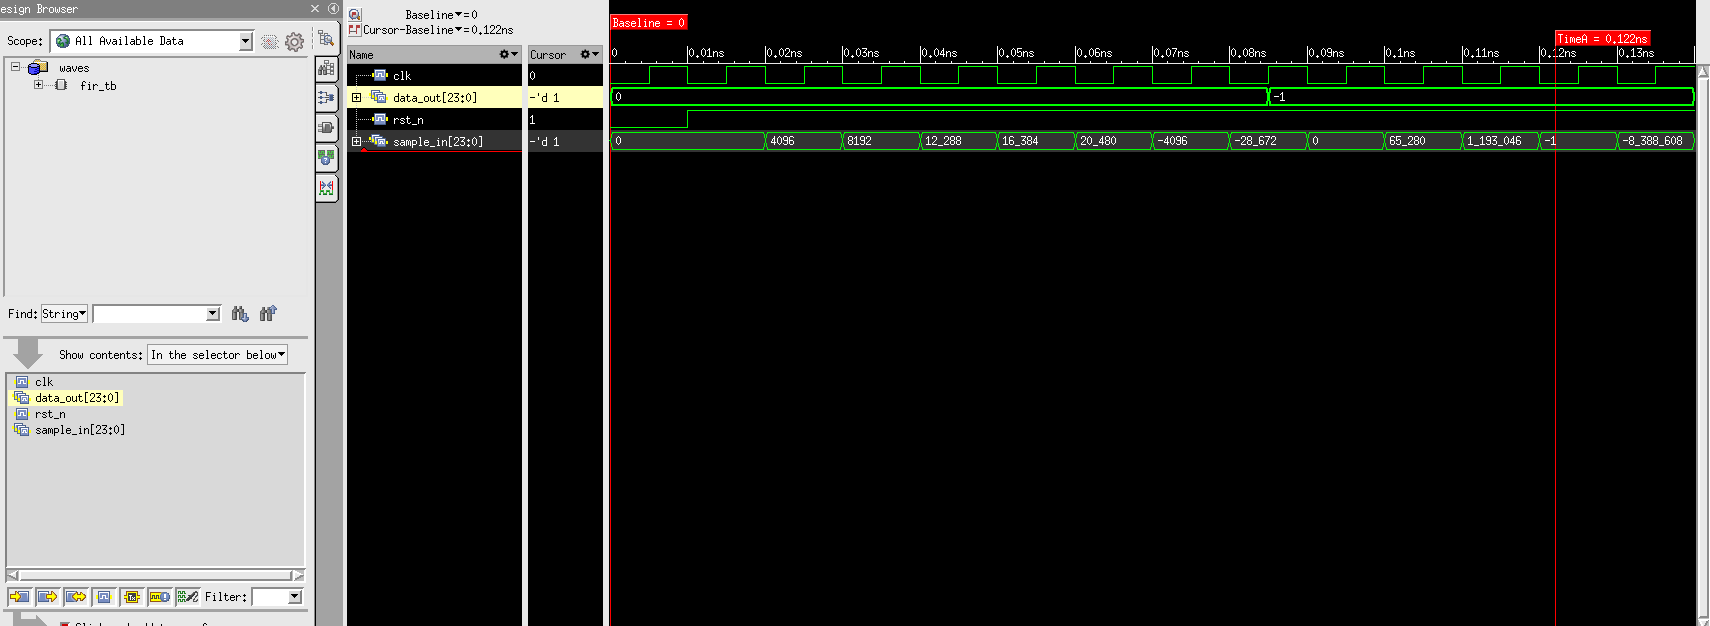 esign Browser
Scope: All Available Data
waves
fir_tb
Find: String
Show contents: In the selector below
clk
data_out[23:0]
rst_n
sample_in[23:0]
Filter:
Baseline=0
Cursor-Baseline=0.122ns
Name Cursor
clk 0
data_out[23:0] -'d 1
rst_n 1
sample_in[23:0] -'d 1
Baseline = 0
TimeA = 0.122ns
0 0.01ns 0.02ns 0.03ns 0.04ns 0.05ns 0.06ns 0.07ns 0.08ns 0.09ns 0.1ns 0.11ns 0.12ns 0.13ns
0 -1
0 4096 8192 12_288 16_384 20_480 -4096 -28_672 0 65_280 1_193_046 -1 -8_388_608